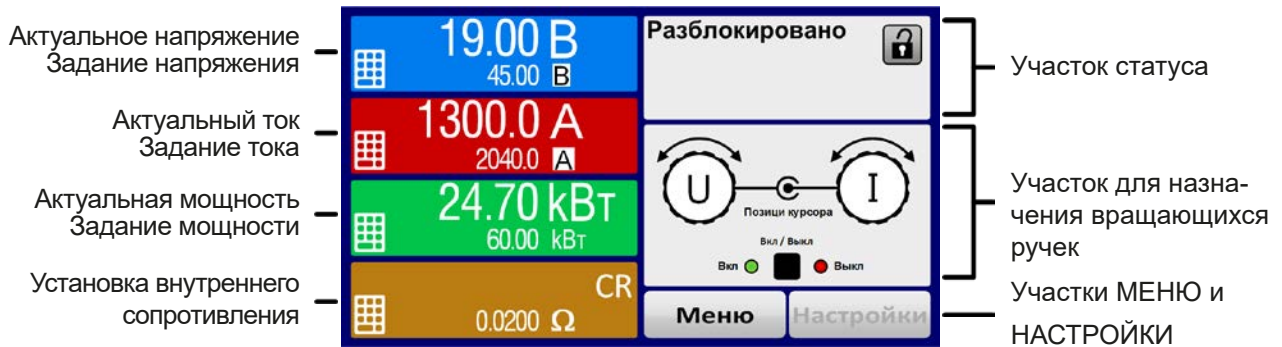 Актуальное напряжение
Задание напряжения
Актуальный ток
Задание тока
Актуальная мощность
Задание мощности
Установка внутреннего
сопротивления
19.00 В
45.00 В
1300.0 A
2040.0 A
24.70 кВт
60.00 кВт
CR
0.0200 Ω
Разблокировано
U
I
Позици курсора
Вкл / Выкл
Вкл
Выкл
Меню
Настройки
Участок статуса
Участок для назна-
чения вращающихся
ручек
Участки МЕНЮ и
НАСТРОЙКИ